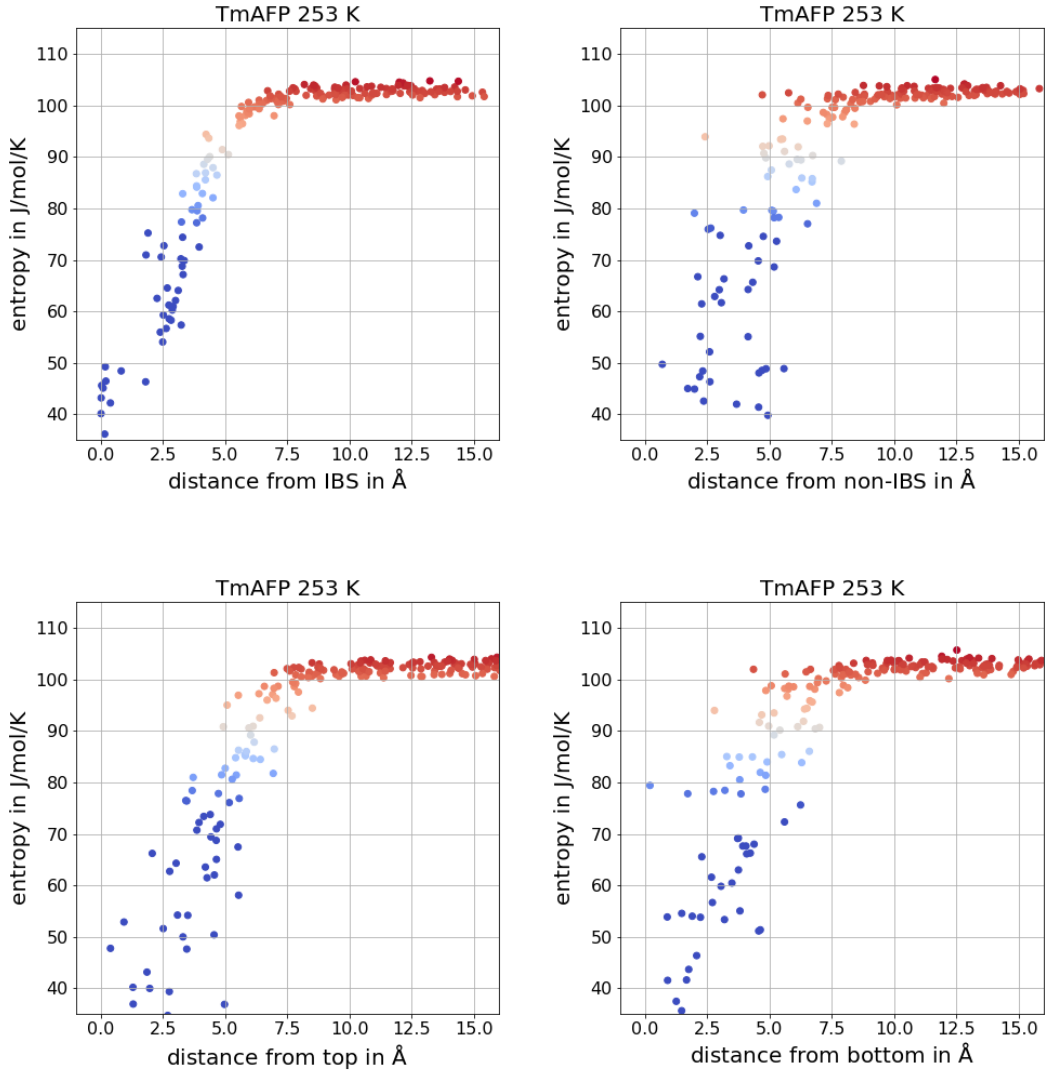 TmAFP 253 K
entropy in J/mol/K
110
100
90
80
70
60
50
40
0.0 2.5 5.0 7.5 10.0 12.5 15.0
distance from IBS in Å
TmAFP 253 K
entropy in J/mol/K
110
100
90
80
70
60
50
40
0.0 2.5 5.0 7.5 10.0 12.5 15.0
distance from non-IBS in Å
TmAFP 253 K
entropy in J/mol/K
110
100
90
80
70
60
50
40
0.0 2.5 5.0 7.5 10.0 12.5 15.0
distance from top in Å
TmAFP 253 K
entropy in J/mol/K
110
100
90
80
70
60
50
40
0.0 2.5 5.0 7.5 10.0 12.5 15.0
distance from bottom in Å